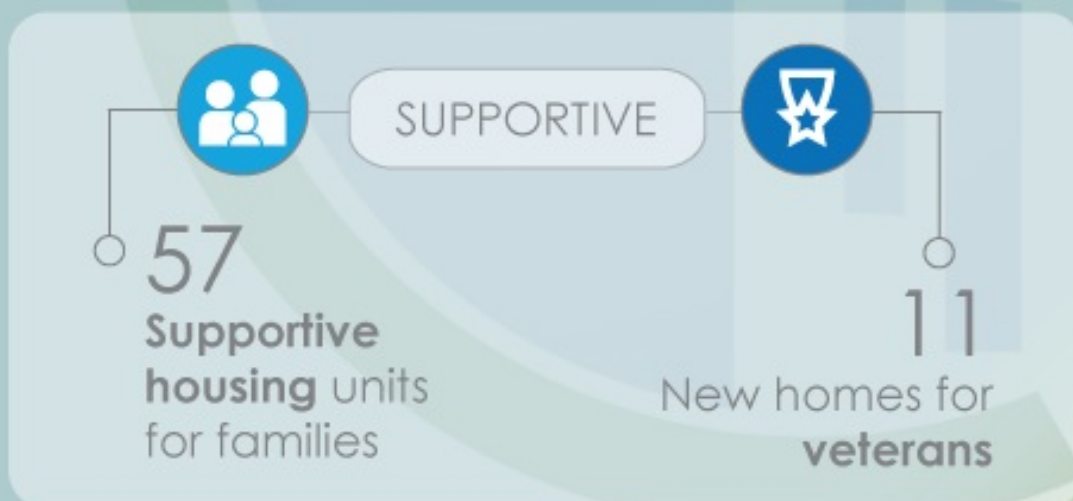 SUPPORTIVE
57
Supportive
housing units
for families
11
New homes for
veterans